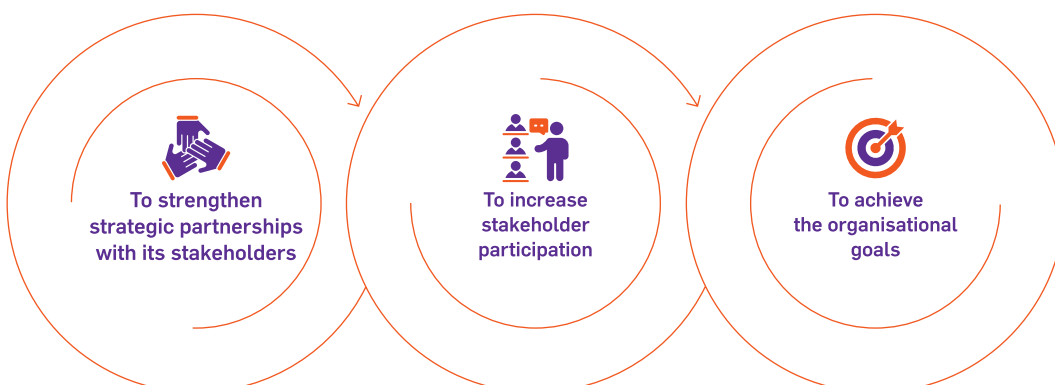 To strengthen
strategic partnerships
with its stakeholders
To increase
stakeholder
participation
To achieve
the organisational
goals